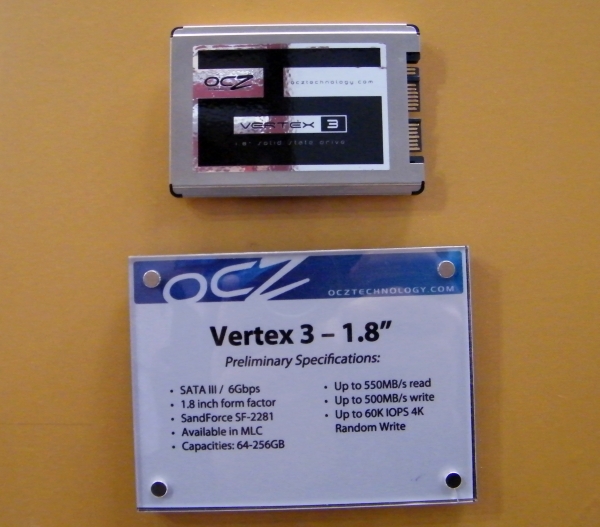 OCZ
ocztechnology.com
VERTEX 3
1.8" solid state drive
OCZ
OCZTECHNOLOGY.COM
Vertex 3 – 1.8”
Preliminary Specifications:
• SATA III / 6Gbps
• 1.8 inch form factor
• SandForce SF-2281
• Available in MLC
• Capacities: 64-256GB
• Up to 550MB/s read
• Up to 500MB/s write
• Up to 60K IOPS 4K
Random Write